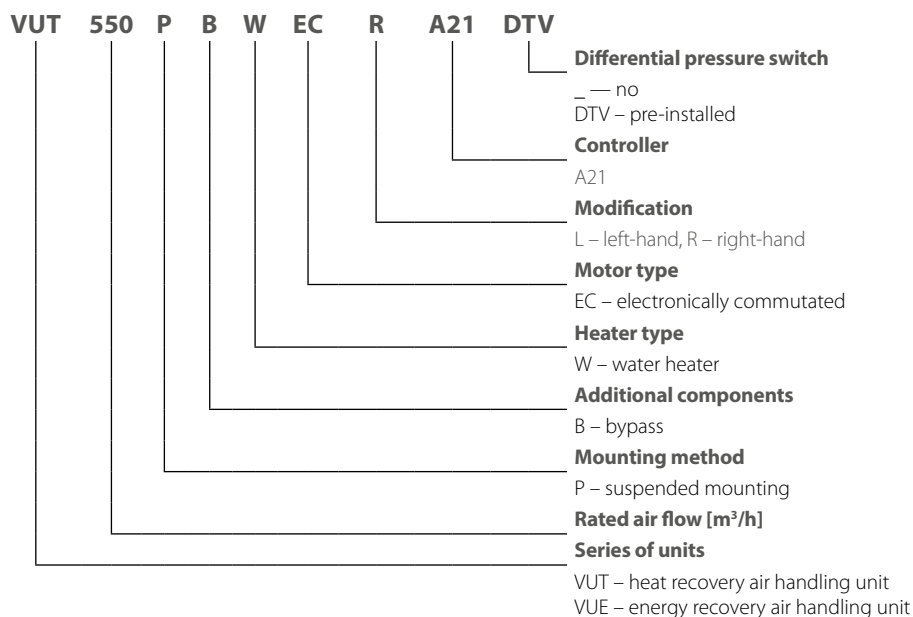 VUT 550 P B W EC R A21 DTV
Differential pressure switch
_ — no
DTV – pre-installed
Controller
A21
Modification
L – left-hand, R – right-hand
Motor type
EC – electronically commutated
Heater type
W – water heater
Additional components
B – bypass
Mounting method
P – suspended mounting
Rated air flow [m³/h]
Series of units
VUT – heat recovery air handling unit
VUE – energy recovery air handling unit